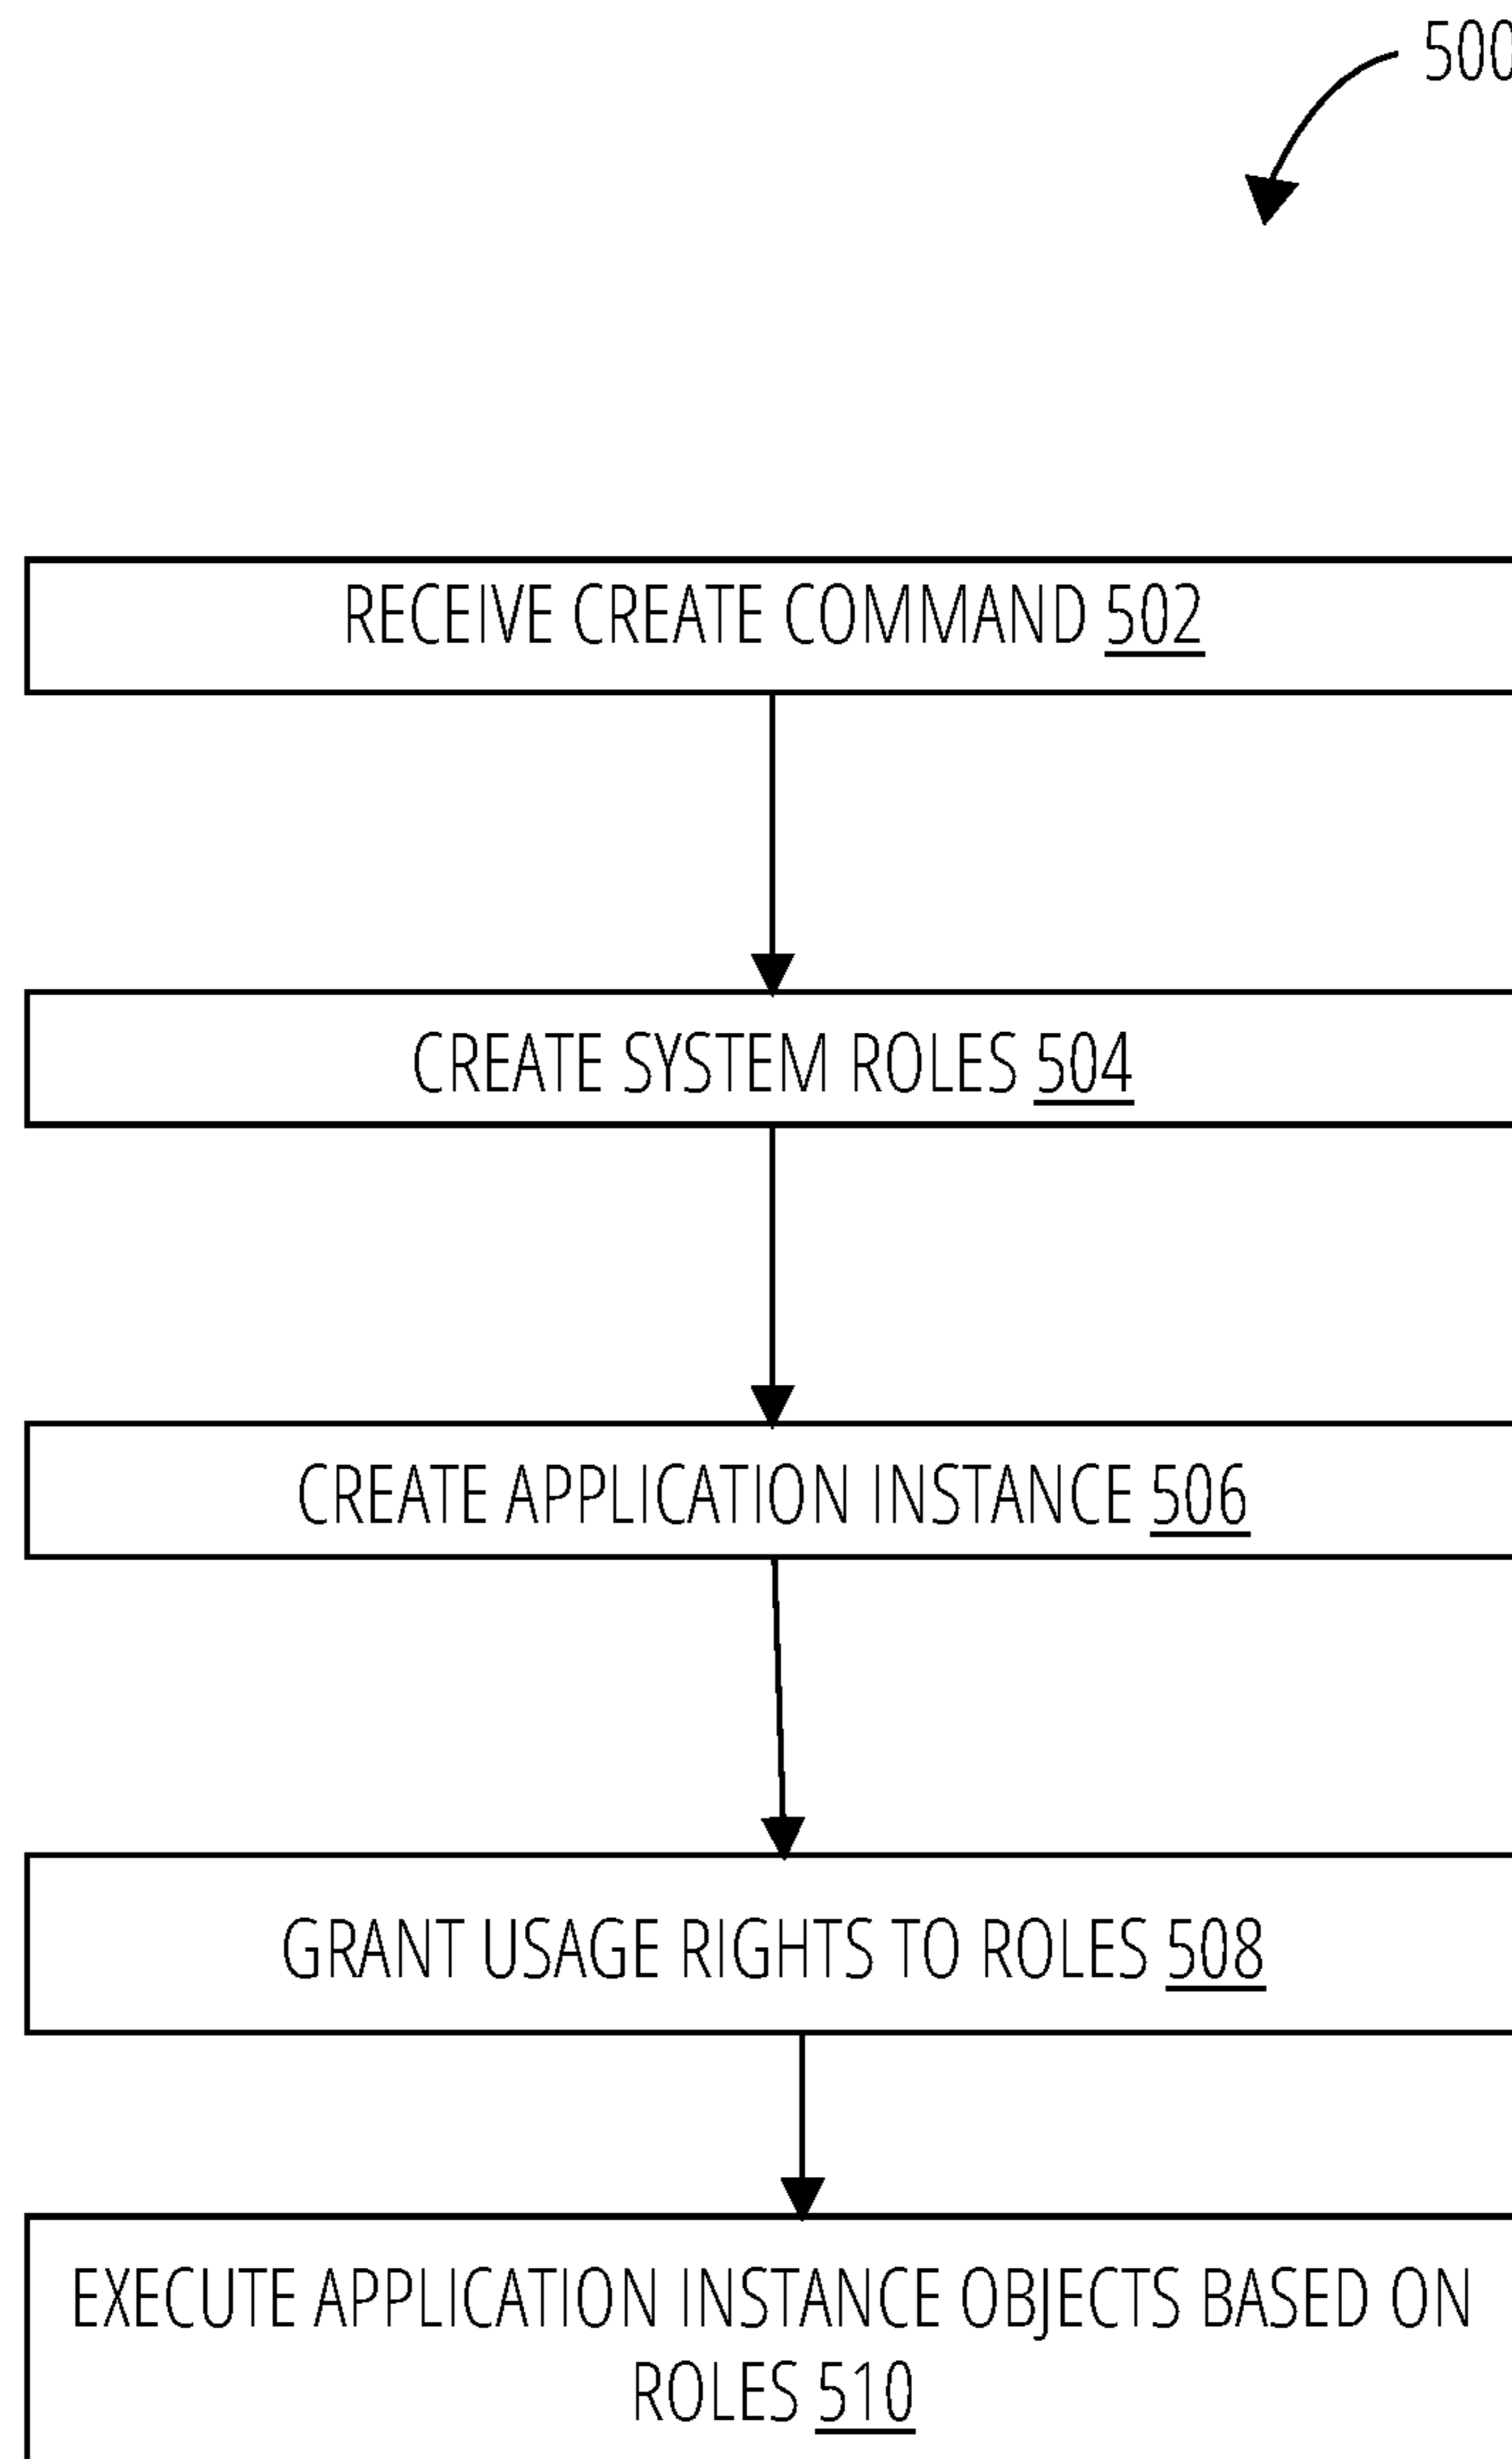 500
RECEIVE CREATE COMMAND 502
CREATE SYSTEM ROLES 504
CREATE APPLICATION INSTANCE 506
GRANT USAGE RIGHTS TO ROLES 508
EXECUTE APPLICATION INSTANCE OBJECTS BASED ON
ROLES 510